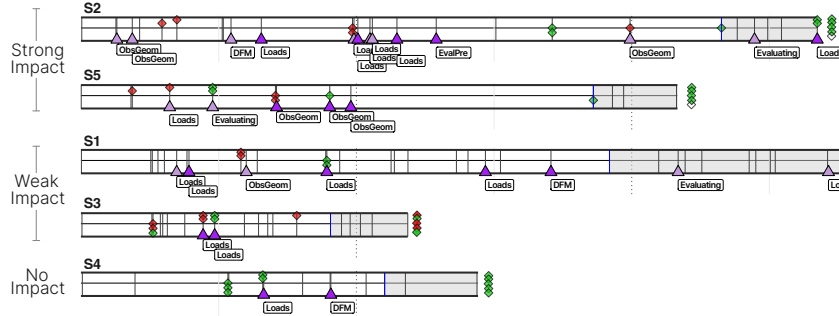 Strong
Impact
S2
ObsGeom
ObsGeom
DFM
Loads
Loads
Loads
Loads
Loads
EvalPre
ObsGeom
Evaluating
Load
S5
Loads
Evaluating
ObsGeom
ObsGeom
ObsGeom
Weak
Impact
S1
Loads
Loads
ObsGeom
Loads
Loads
DFM
Evaluating
Lo
S3
Loads
Loads
No
Impact
S4
Loads
DFM